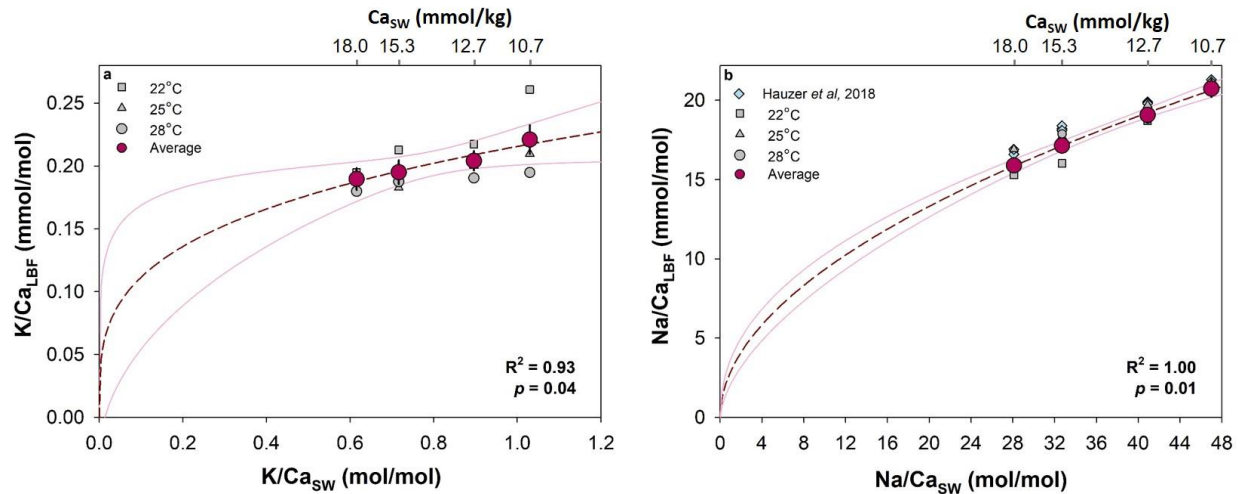 Ca_SW (mmol/kg)
18.0 15.3 12.7 10.7
a
22°C
25°C
28°C
Average
0.25
0.20
0.15
0.10
0.05
0.00
K/Ca_LBF (mmol/mol)
R² = 0.93
p = 0.04
0.0 0.2 0.4 0.6 0.8 1.0 1.2
K/Ca_SW (mol/mol)
Ca_SW (mmol/kg)
18.0 15.3 12.7 10.7
b
Hauzer et al, 2018
22°C
25°C
28°C
Average
20
15
10
5
0
Na/Ca_LBF (mmol/mol)
R² = 1.00
p = 0.01
0 4 8 12 16 20 24 28 32 36 40 44 48
Na/Ca_SW (mol/mol)